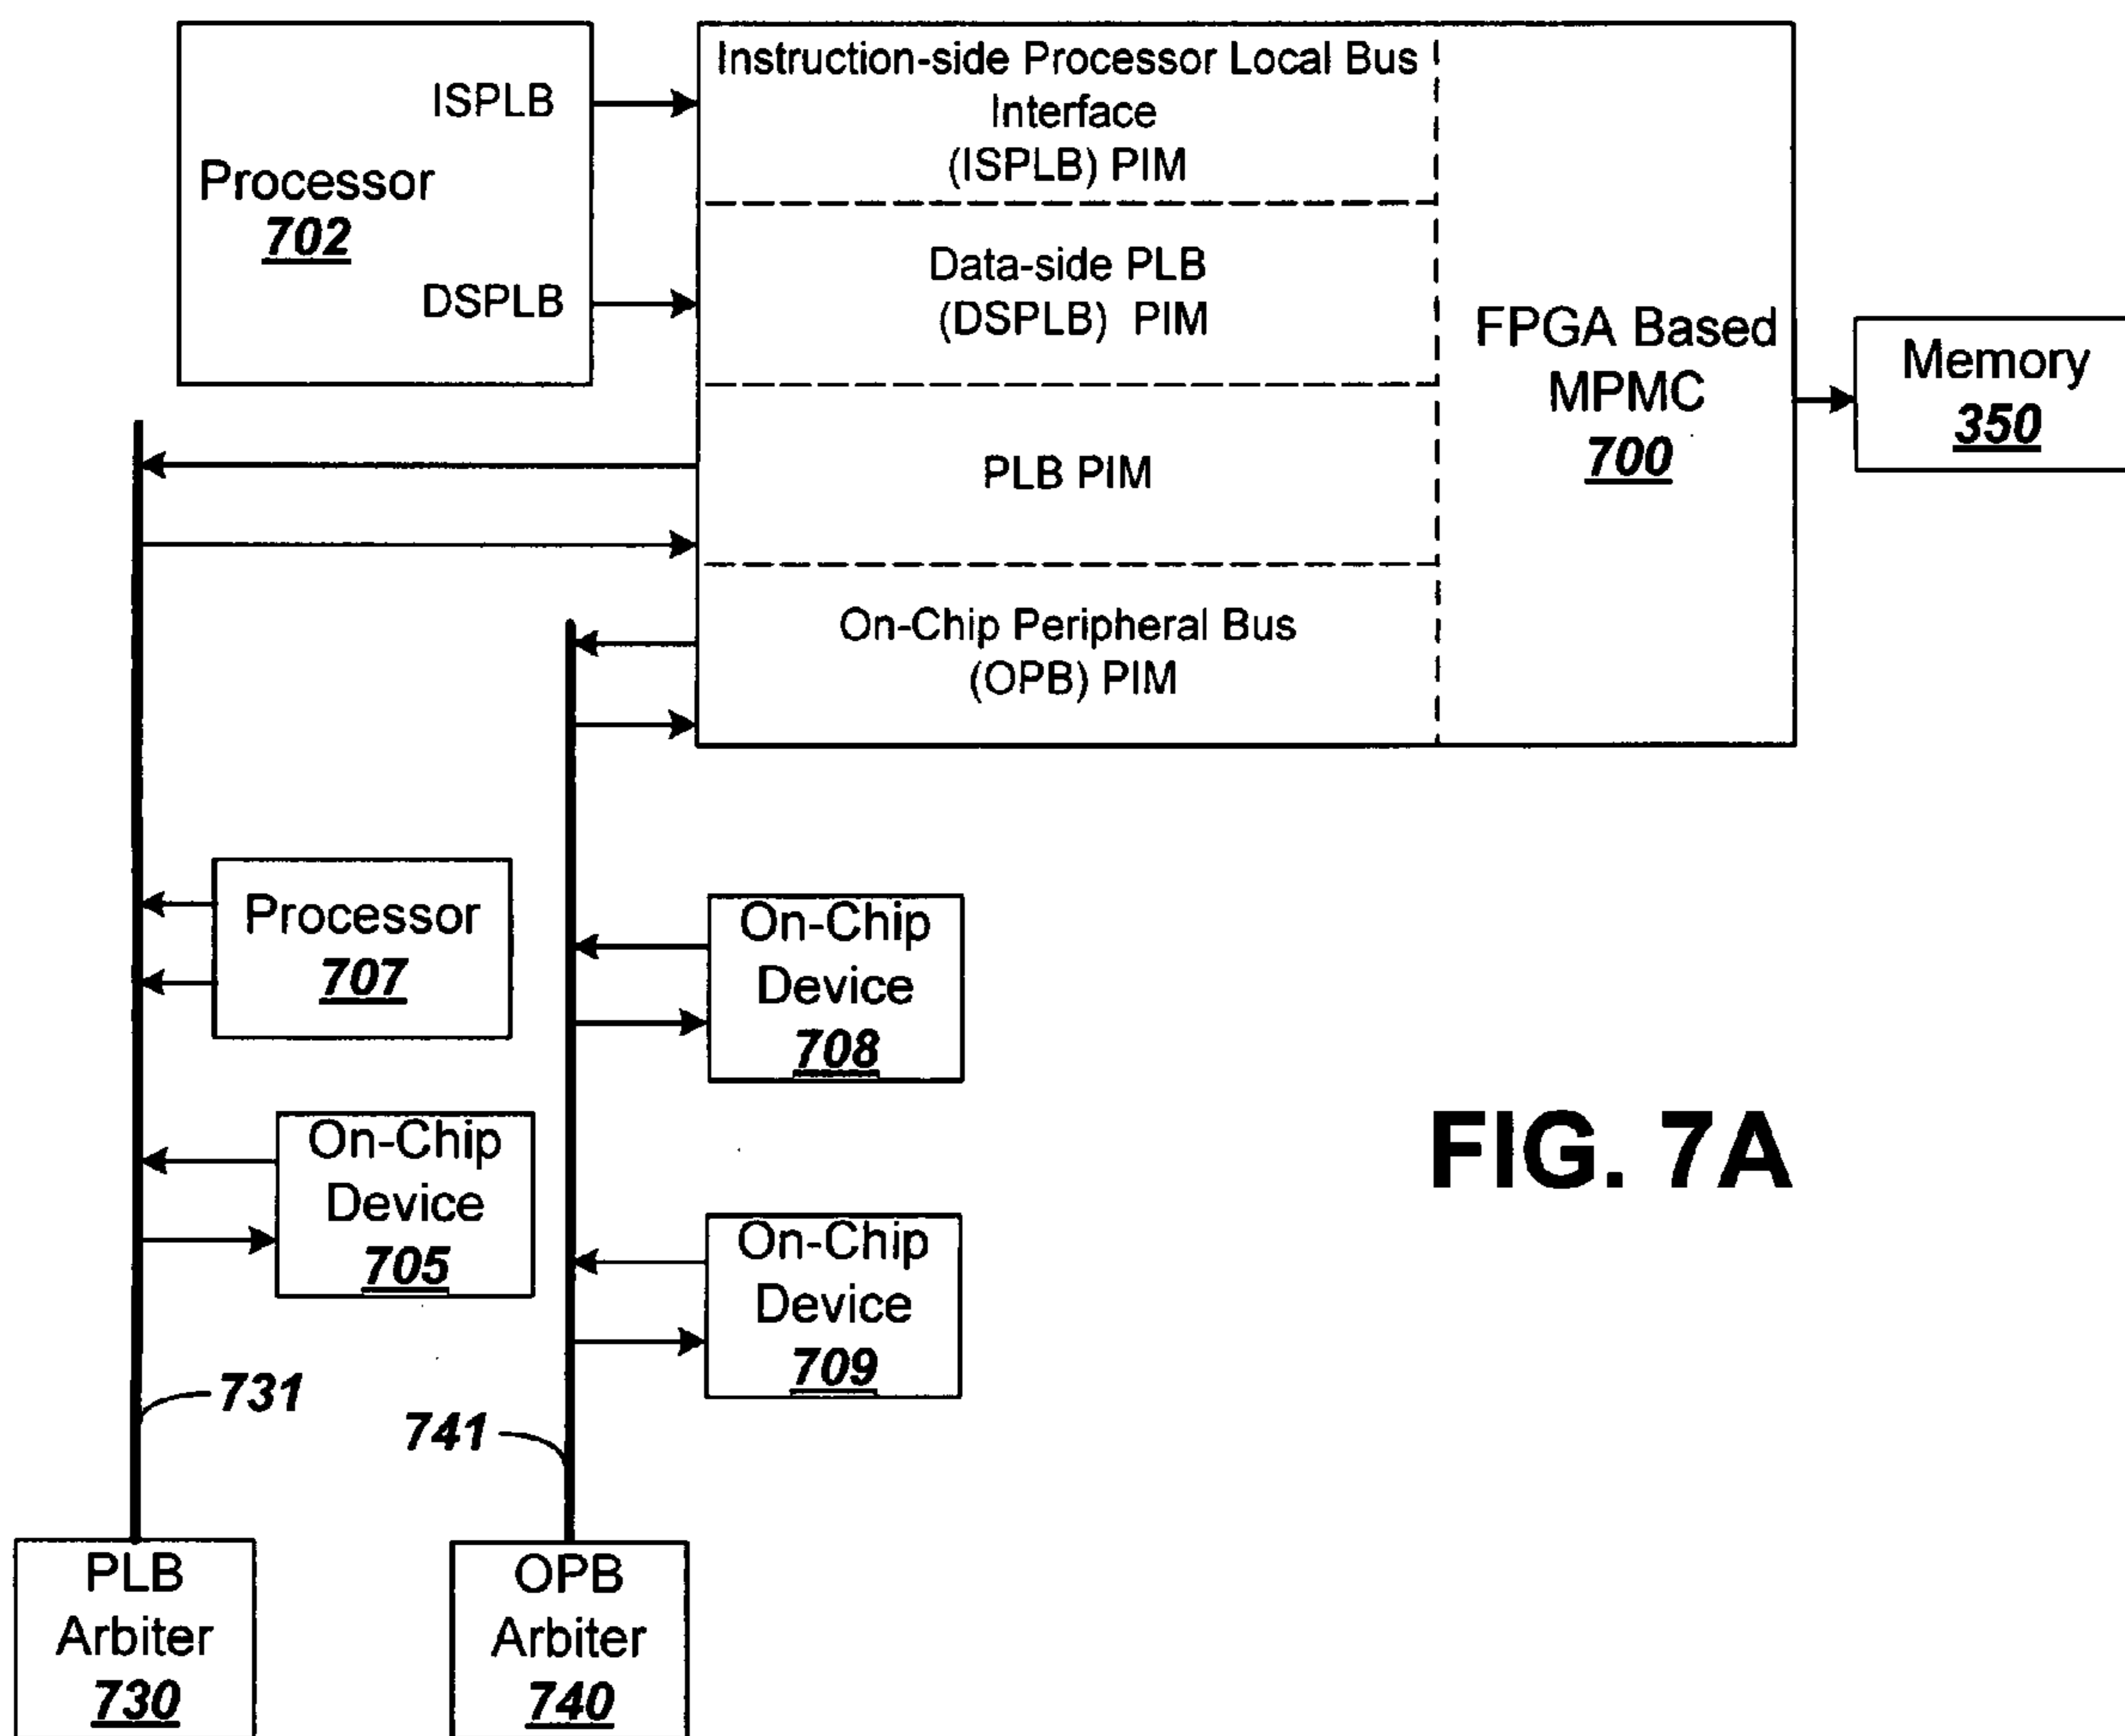 ISPLB
Processor
702
DSPLB
Instruction-side Processor Local Bus
Interface
(ISPLB) PIM
Data-side PLB
(DSPLB) PIM
PLB PIM
On-Chip Peripheral Bus
(OPB) PIM
FPGA Based
MPMC
700
Memory
350
Processor
707
On-Chip
Device
708
On-Chip
Device
705
On-Chip
Device
709
731
741
PLB
Arbiter
730
OPB
Arbiter
740
FIG. 7A